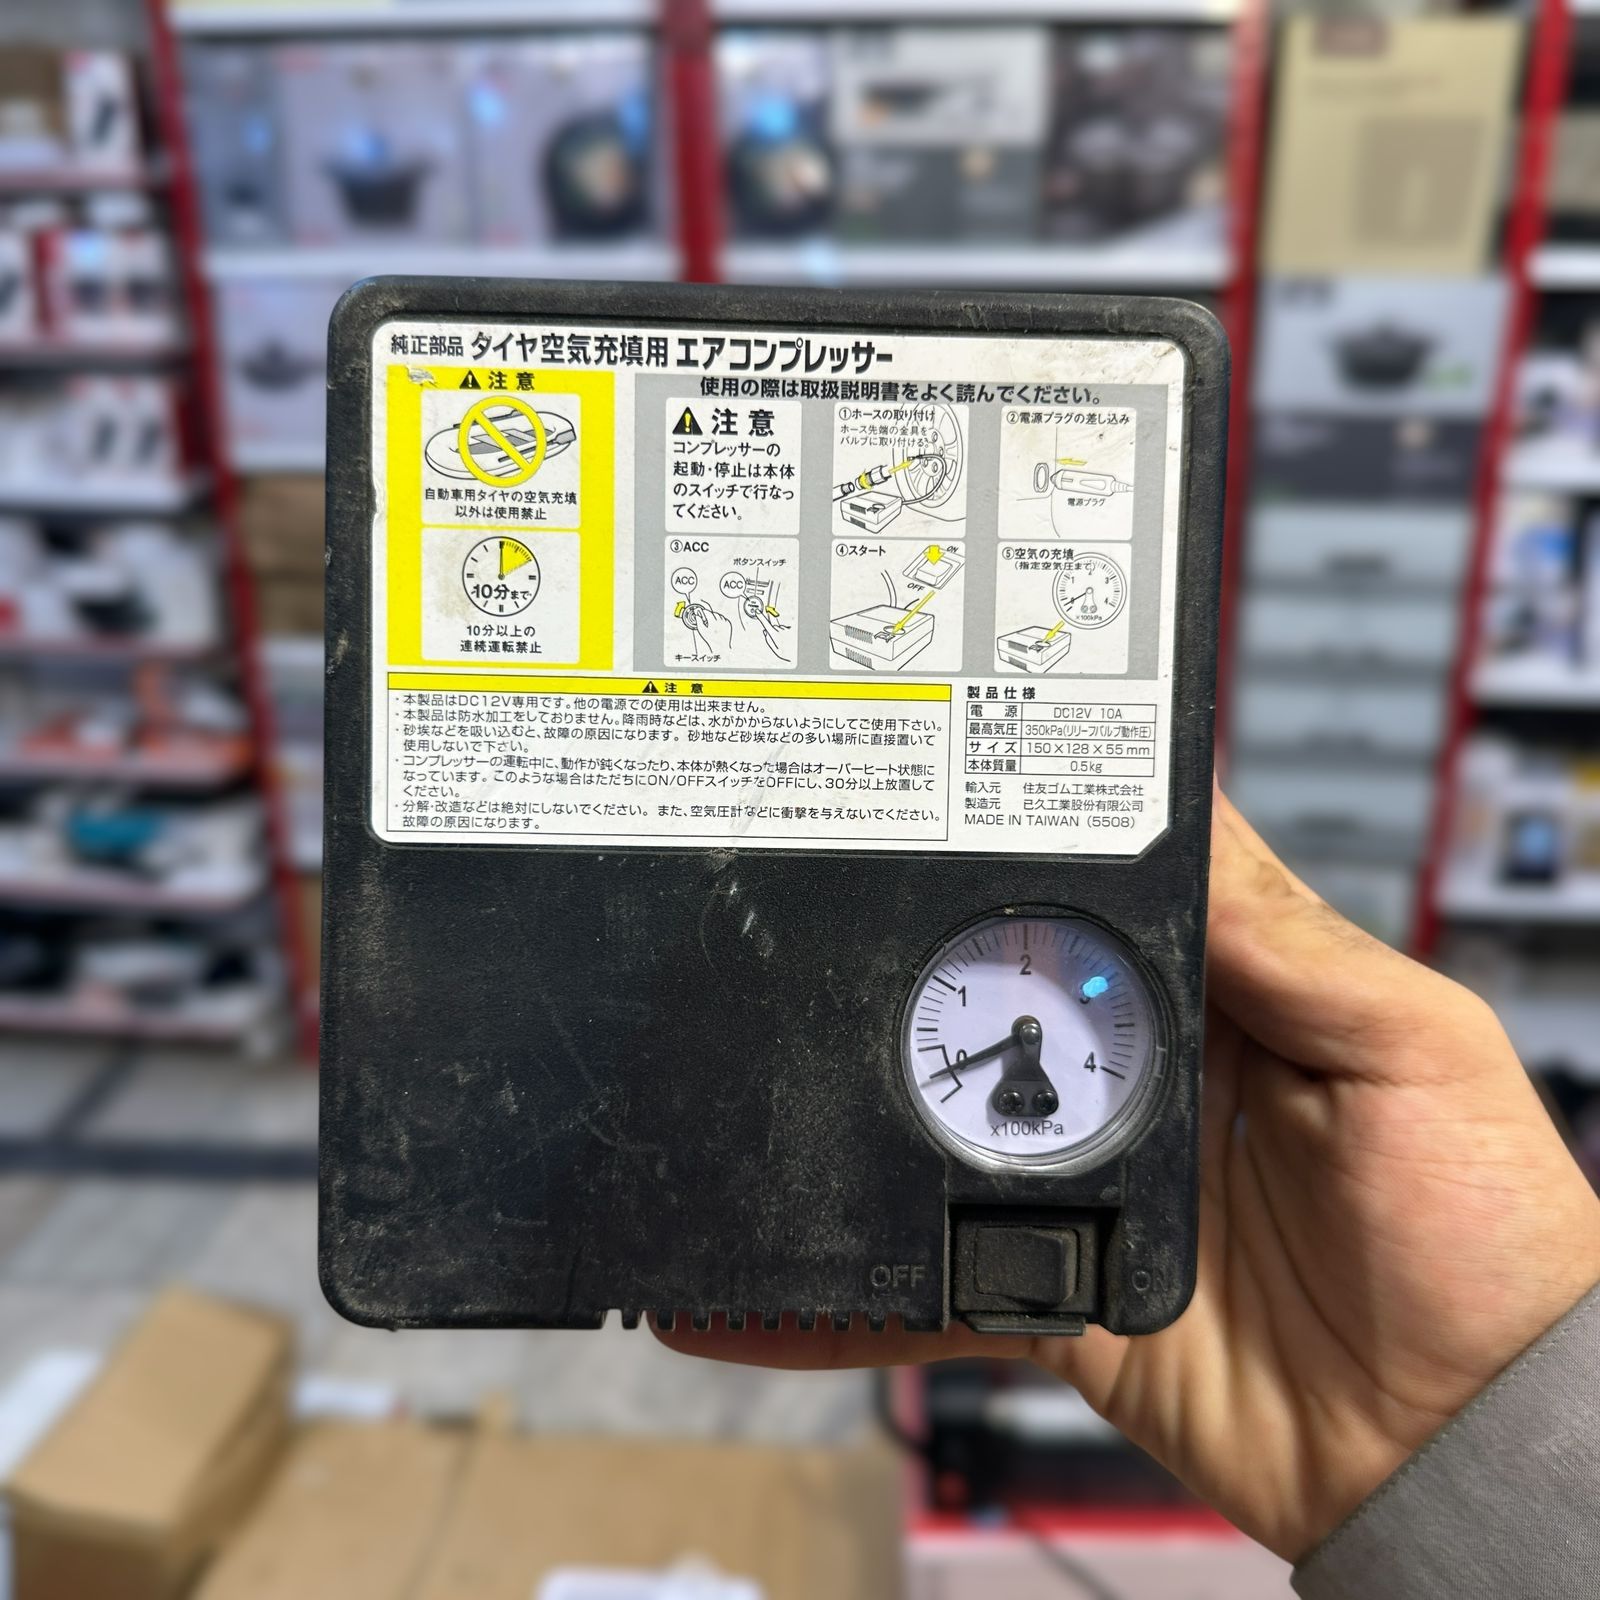 純正部品 タイヤ空気充填用 エアコンプレッサー
注意
自動車用タイヤの空気充填
以外は使用禁止
10分まで
10分以上の
連続運転禁止
使用の際は取扱説明書をよく読んでください。
注意
コンプレッサーの
起動・停止は本体
のスイッチで行なっ
てください。
①ホースの取り付け
ホース先端の金具を
バルブに取り付ける
②電源プラグの差し込み
電源プラグ
③ACC
ボタンスイッチ
ACC
ACC
キースイッチ
④スタート
ON
OFF
⑤空気の充填
(指定空気圧まで)
1
2
3
4
×100kPa
注意
・本製品はDC12V専用です。他の電源での使用は出来ません。
・本製品は防水加工をしておりません。降雨時などは、水がかからないようにしてご使用下さい。
・砂埃などを吸い込むと、故障の原因になります。砂地など砂埃などの多い場所に直接置いて
使用しないで下さい。
・コンプレッサーの運転中に、動作が鈍くなったり、本体が熱くなった場合はオーバーヒート状態に
なっています。このような場合はただちにON/OFFスイッチをOFFにし、30分以上放置して
ください。
・分解・改造などは絶対にしないでください。また、空気圧計などに衝撃を与えないでください。
故障の原因になります。
製品仕様
電源 DC12V 10A
最高気圧 350kPa(リリーフバルブ動作圧)
サイズ 150×128×55mm
本体質量 0.5kg
輸入元 住友ゴム工業株式会社
製造元 已久工業股份有限公司
MADE IN TAIWAN (5508)
0
1
2
3
4
x100kPa
OFF
ON